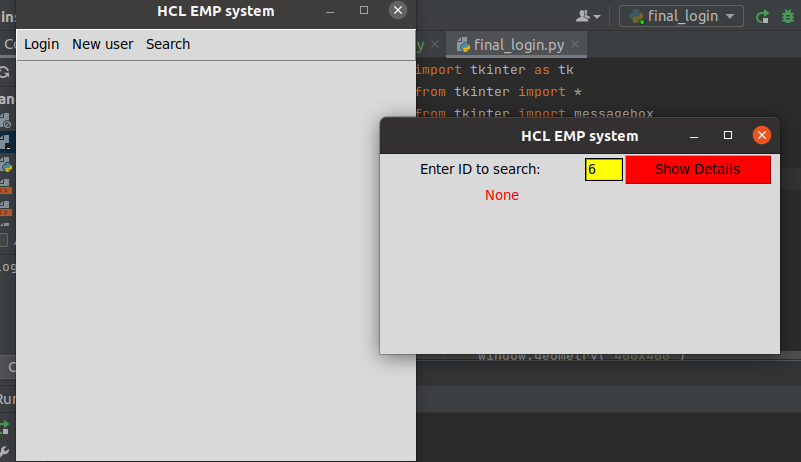 HCL EMP system
Login New user Search
final_login
final_login.py
import tkinter as tk
from tkinter import *
from tkinter import messagebox
HCL EMP system
Enter ID to search: 6 Show Details
None
window.geometry("400x400")